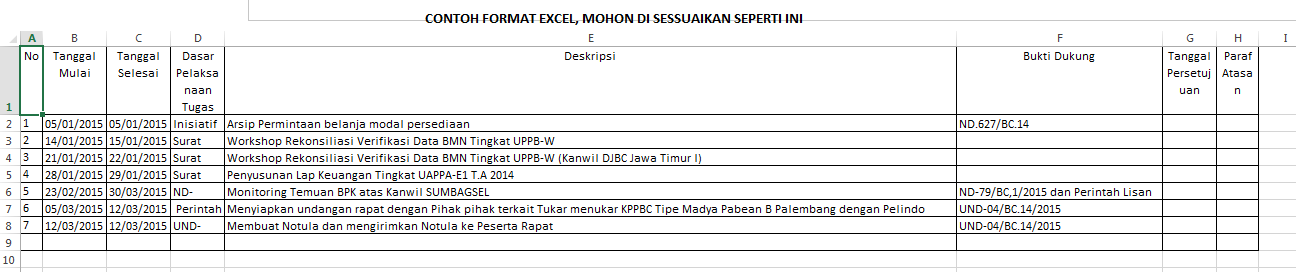 CONTOH FORMAT EXCEL, MOHON DI SESSUAIKAN SEPERTI INI
A B C D E F G H I
1 No Tanggal Mulai Tanggal Selesai Dasar Pelaksa naan Tugas Deskripsi Bukti Dukung Tanggal Persetuj uan Paraf Atasa n
2 1 05/01/2015 05/01/2015 Inisiatif Arsip Permintaan belanja modal persediaan ND.627/BC.14
3 2 14/01/2015 15/01/2015 Surat Workshop Rekonsiliasi Verifikasi Data BMN Tingkat UPPB-W
4 3 21/01/2015 22/01/2015 Surat Workshop Rekonsiliasi Verifikasi Data BMN Tingkat UPPB-W (Kanwil DJBC Jawa Timur I)
5 4 28/01/2015 29/01/2015 Surat Penyusunan Lap Keuangan Tingkat UAPPA-E1 T.A 2014
6 5 23/02/2015 30/03/2015 ND- Monitoring Temuan BPK atas Kanwil SUMBAGSEL ND-79/BC,1/2015 dan Perintah Lisan
7 6 05/03/2015 12/03/2015 Perintah Menyiapkan undangan rapat dengan Pihak pihak terkait Tukar menukar KPPBC Tipe Madya Pabean B Palembang dengan Pelindo UND-04/BC.14/2015
8 7 12/03/2015 12/03/2015 UND- Membuat Notula dan mengirimkan Notula ke Peserta Rapat UND-04/BC.14/2015
9
10